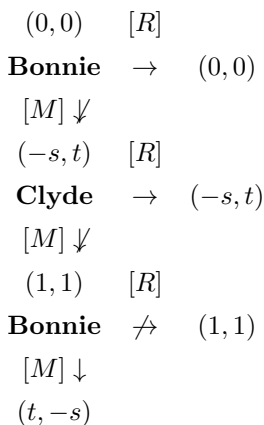 (0, 0) [R]
Bonnie → (0, 0)
[M] ↓̸
(−s, t) [R]
Clyde → (−s, t)
[M] ↓̸
(1, 1) [R]
Bonnie ↛ (1, 1)
[M] ↓
(t, −s)